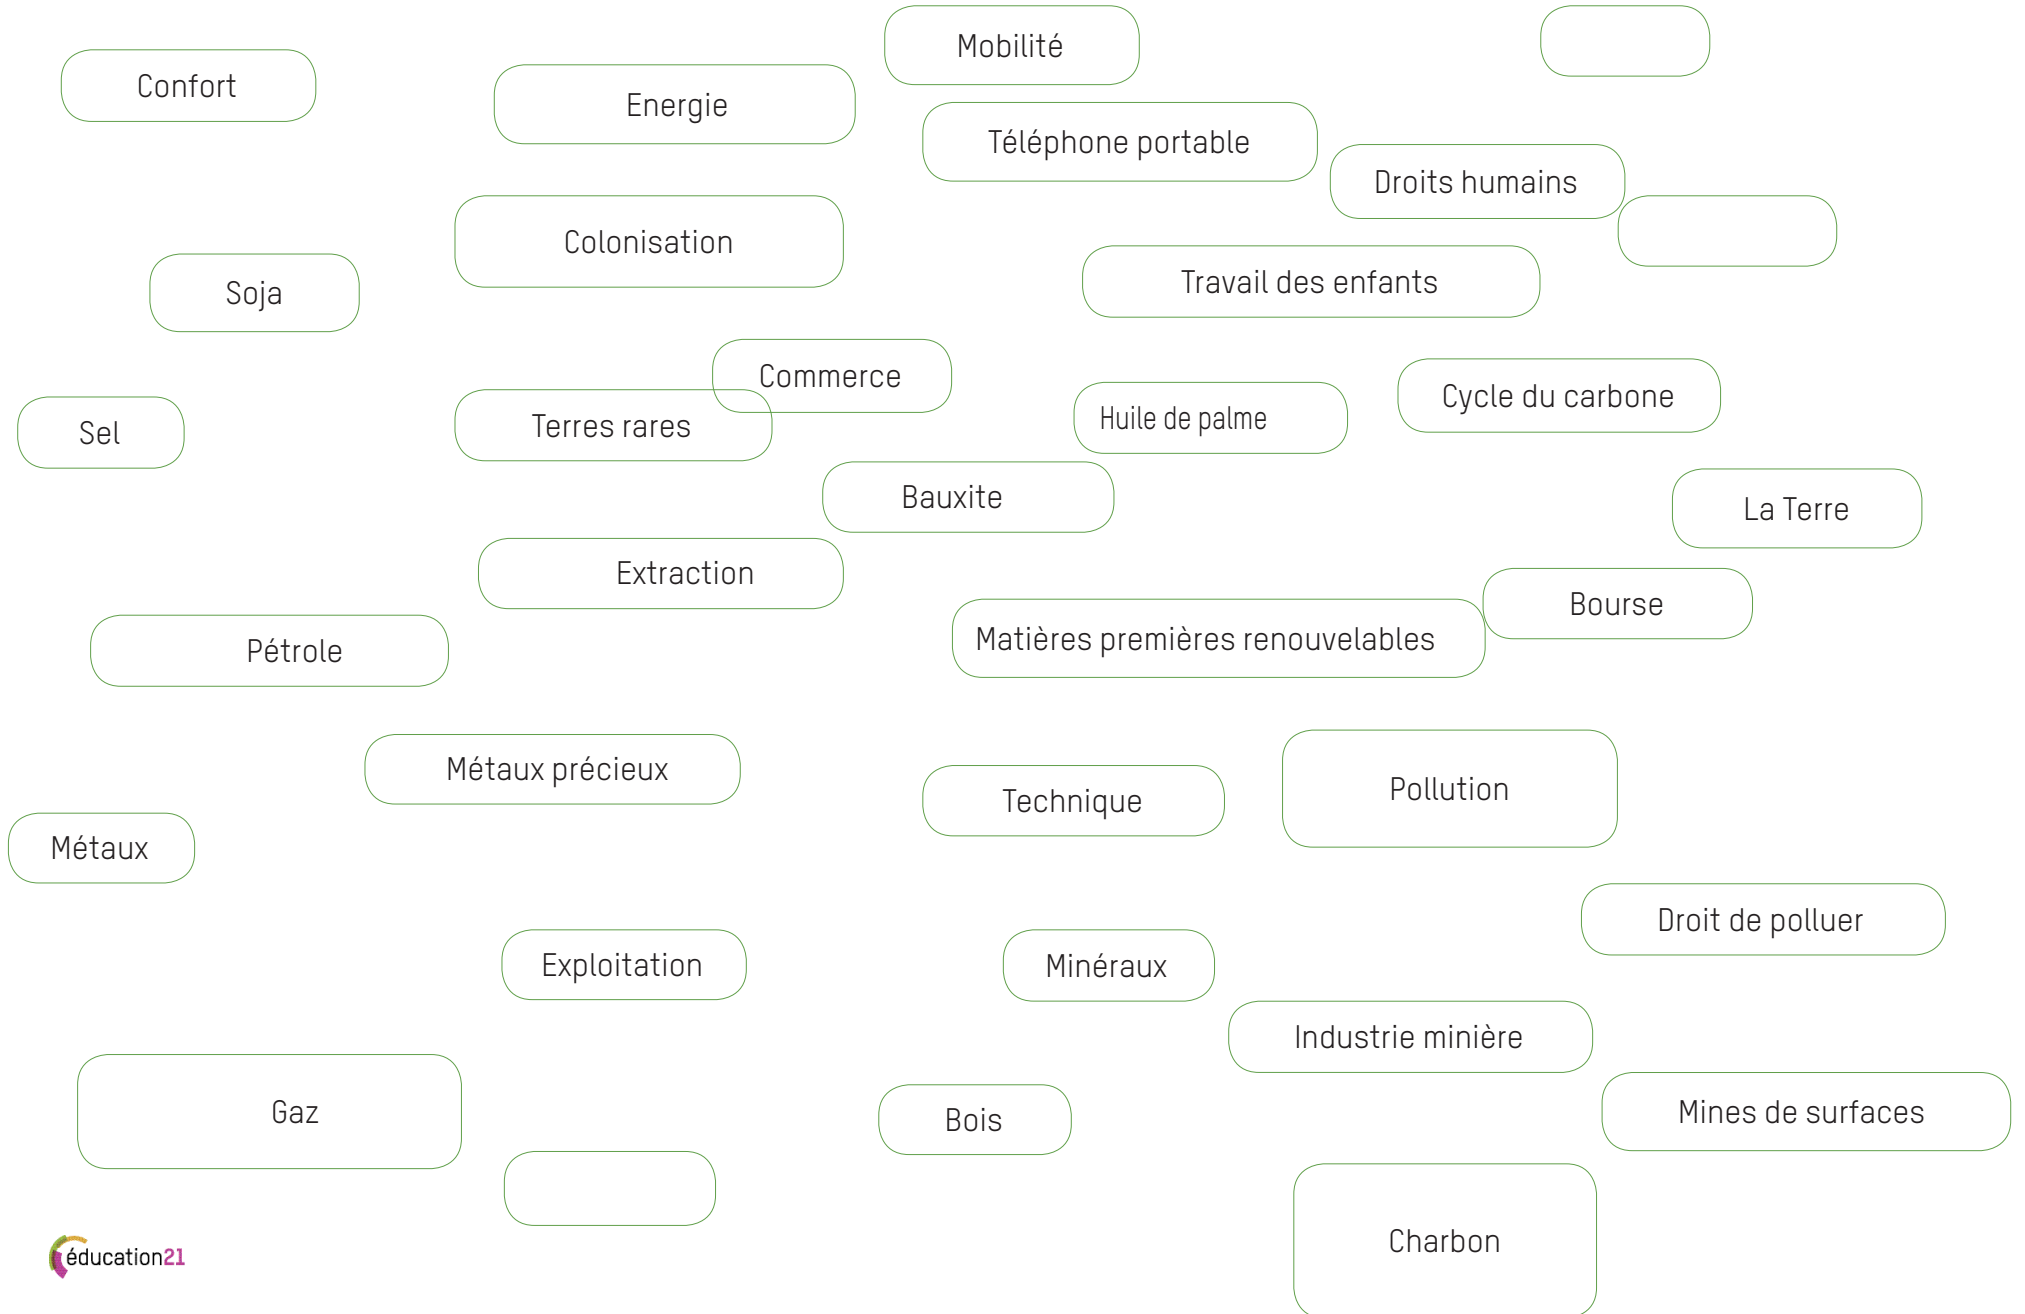 Mobilité
Confort
Energie
Téléphone portable
Droits humains
Colonisation
Travail des enfants
Soja
Commerce
Cycle du carbone
Huile de palme
Terres rares
Sel
Bauxite
La Terre
Extraction
Bourse
Matières premières renouvelables
Pétrole
Métaux précieux
Pollution
Technique
Métaux
Droit de polluer
Exploitation
Minéraux
Industrie minière
Gaz
Mines de surfaces
Bois
Charbon
éducation21